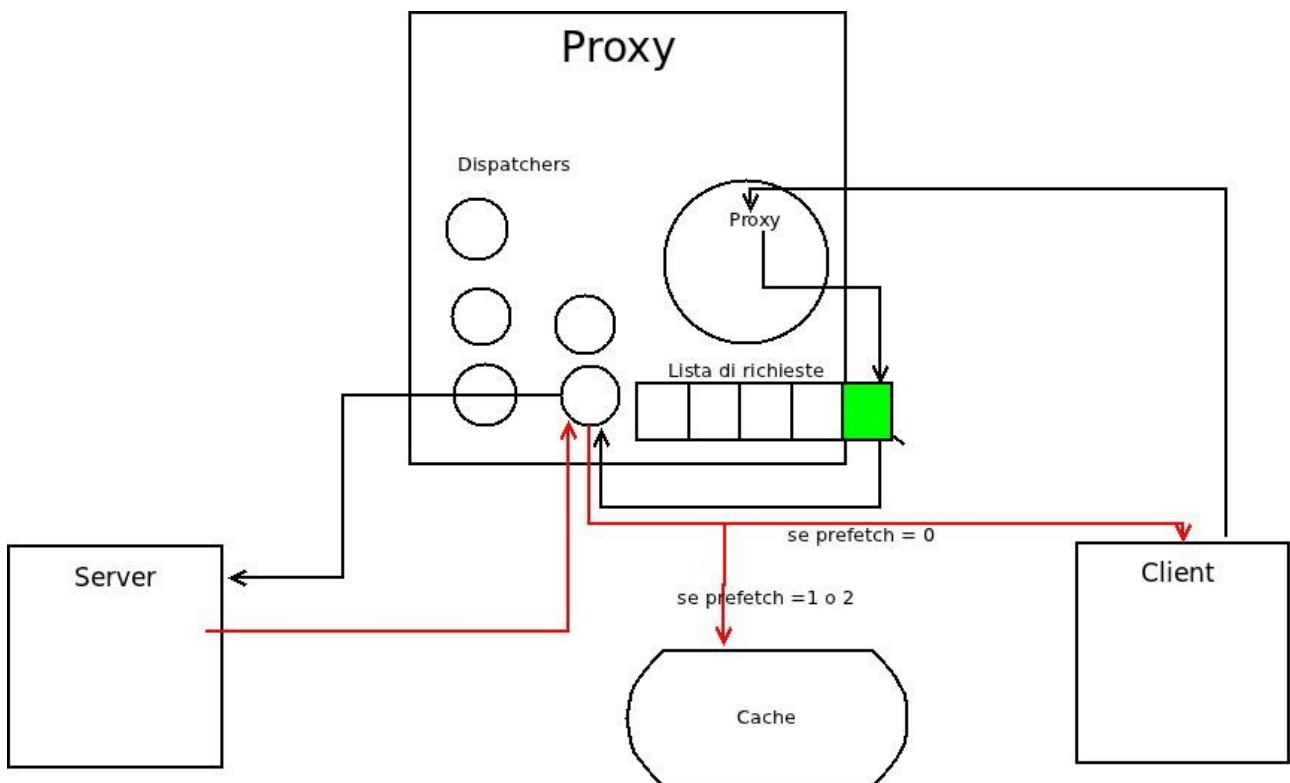 Proxy
Dispatchers
Proxy
Lista di richieste
se prefetch = 0
Server
Client
se prefetch =1 o 2
Cache